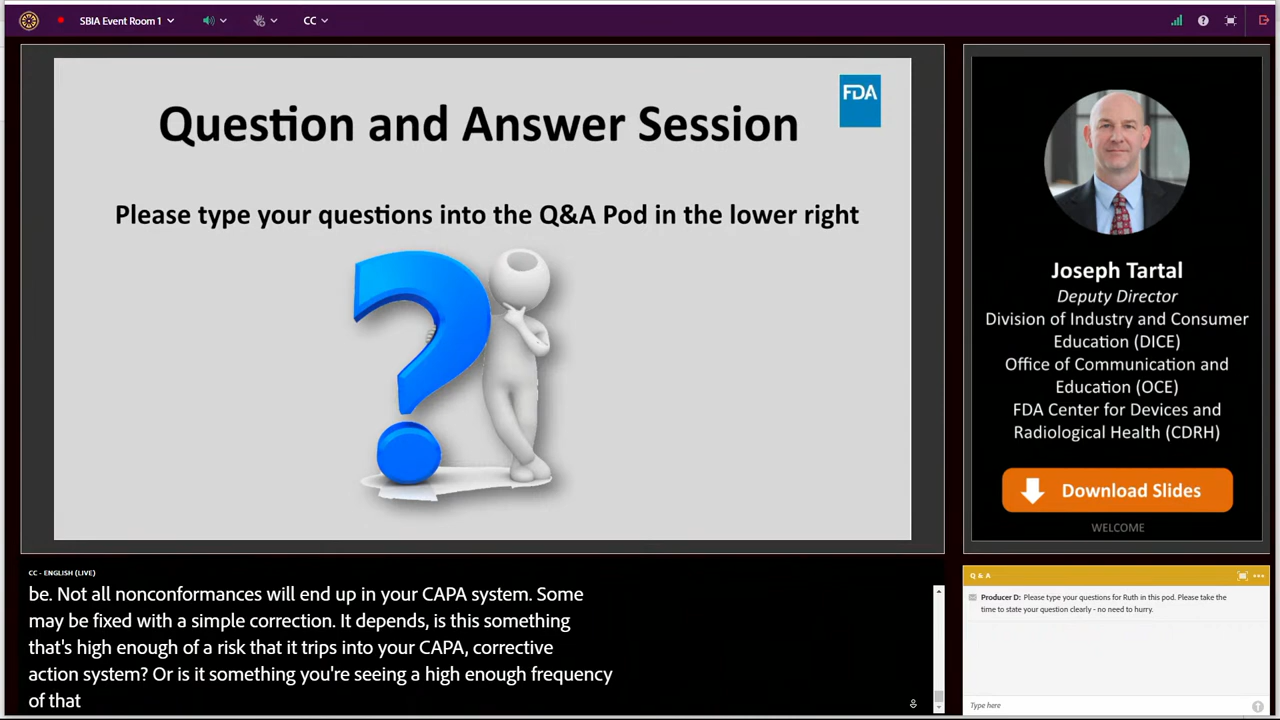 SBIA Event Room 1
CC
FDA
Question and Answer Session
Please type your questions into the Q&A Pod in the lower right
Joseph Tartal
Deputy Director
Division of Industry and Consumer
Education (DICE)
Office of Communication and
Education (OCE)
FDA Center for Devices and
Radiological Health (CDRH)
Download Slides
WELCOME
CC - ENGLISH (LIVE)
be. Not all nonconformances will end up in your CAPA system. Some
may be fixed with a simple correction. It depends, is this something
that's high enough of a risk that it trips into your CAPA, corrective
action system? Or is it something you're seeing a high enough frequency
of that
Q & A
Producer D: Please type your questions for Ruth in this pod. Please take the
time to state your question clearly - no need to hurry.
Type here